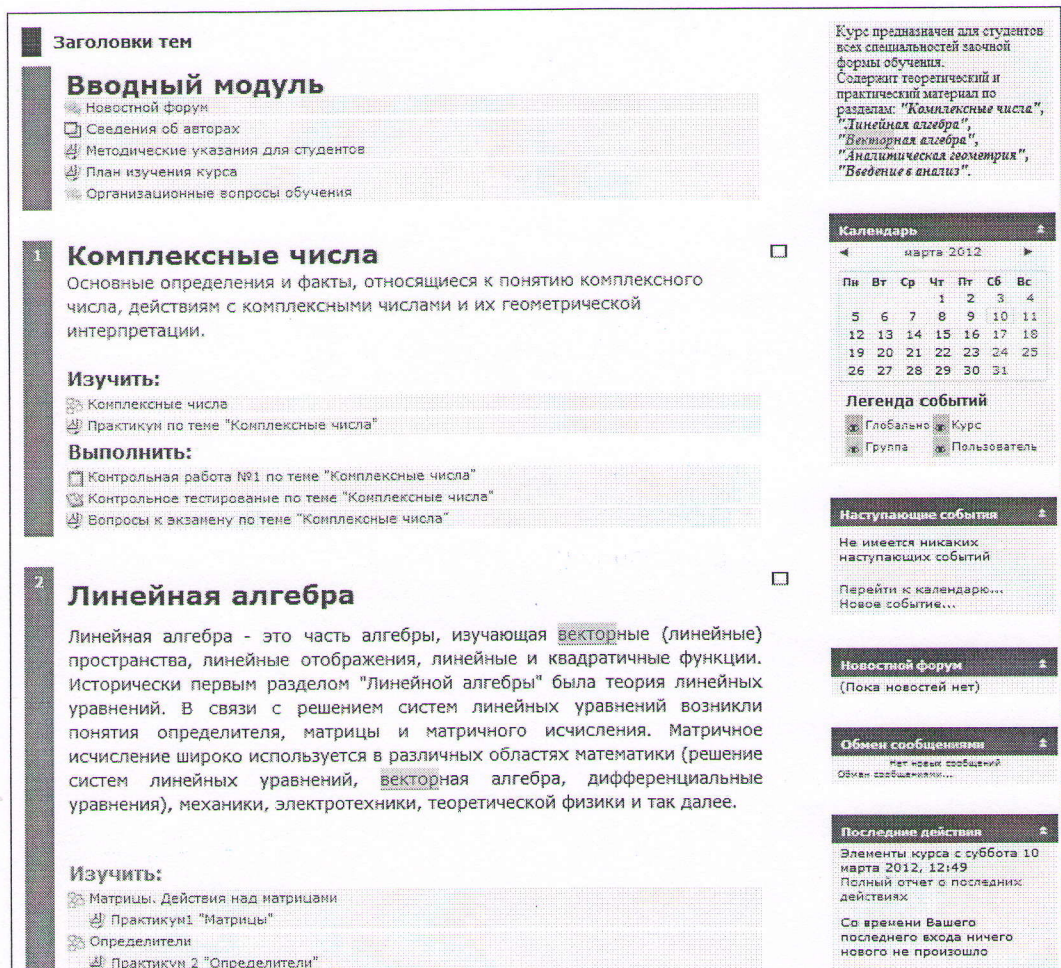 Заголовки тем
Вводный модуль
Новостной форум
Сведения об авторах
Методические указания для студентов
План изучения курса
Организационные вопросы обучения
1
Комплексные числа
Основные определения и факты, относящиеся к понятию комплексного
числа, действиям с комплексными числами и их геометрической
интерпретации.
Изучить:
Комплексные числа
Практикум по теме "Комплексные числа"
Выполнить:
Контрольная работа №1 по теме "Комплексные числа"
Контрольное тестирование по теме "Комплексные числа"
Вопросы к экзамену по теме "Комплексные числа"
2
Линейная алгебра
Линейная алгебра - это часть алгебры, изучающая векторные (линейные)
пространства, линейные отображения, линейные и квадратичные функции.
Исторически первым разделом "Линейной алгебры" была теория линейных
уравнений. В связи с решением систем линейных уравнений возникли
понятия определителя, матрицы и матричного исчисления. Матричное
исчисление широко используется в различных областях математики (решение
систем линейных уравнений, векторная алгебра, дифференциальные
уравнения), механики, электротехники, теоретической физики и так далее.
Изучить:
Матрицы. Действия над матрицами
Практикум1 "Матрицы"
Определители
Практикум 2 "Определители"
Курс предназначен для студентов
всех специальностей заочной
формы обучения.
Содержит теоретический и
практический материал по
разделам: "Комплексные числа",
"Линейная алгебра",
"Векторная алгебра",
"Аналитическая геометрия",
"Введение в анализ".
Календарь
◄ марта 2012 ►
Пн Вт Ср Чт Пт Сб Вс
1 2 3 4
5 6 7 8 9 10 11
12 13 14 15 16 17 18
19 20 21 22 23 24 25
26 27 28 29 30 31
Легенда событий
Глобально Курс
Группа Пользователь
Наступающие события
Не имеется никаких
наступающих событий
Перейти к календарю...
Новое событие...
Новостной форум
(Пока новостей нет)
Обмен сообщениями
Нет новых сообщений
Обмен сообщениями...
Последние действия
Элементы курса с суббота 10
марта 2012, 12:49
Полный отчет о последних
действиях
Со времени Вашего
последнего входа ничего
нового не произошло